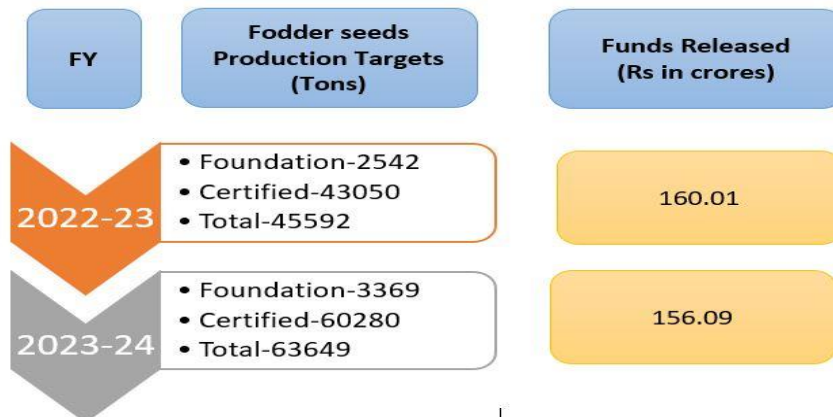 FY
Fodder seeds
Production Targets
(Tons)
Funds Released
(Rs in crores)
2022-23
• Foundation-2542
• Certified-43050
• Total-45592
160.01
2023-24
• Foundation-3369
• Certified-60280
• Total-63649
156.09